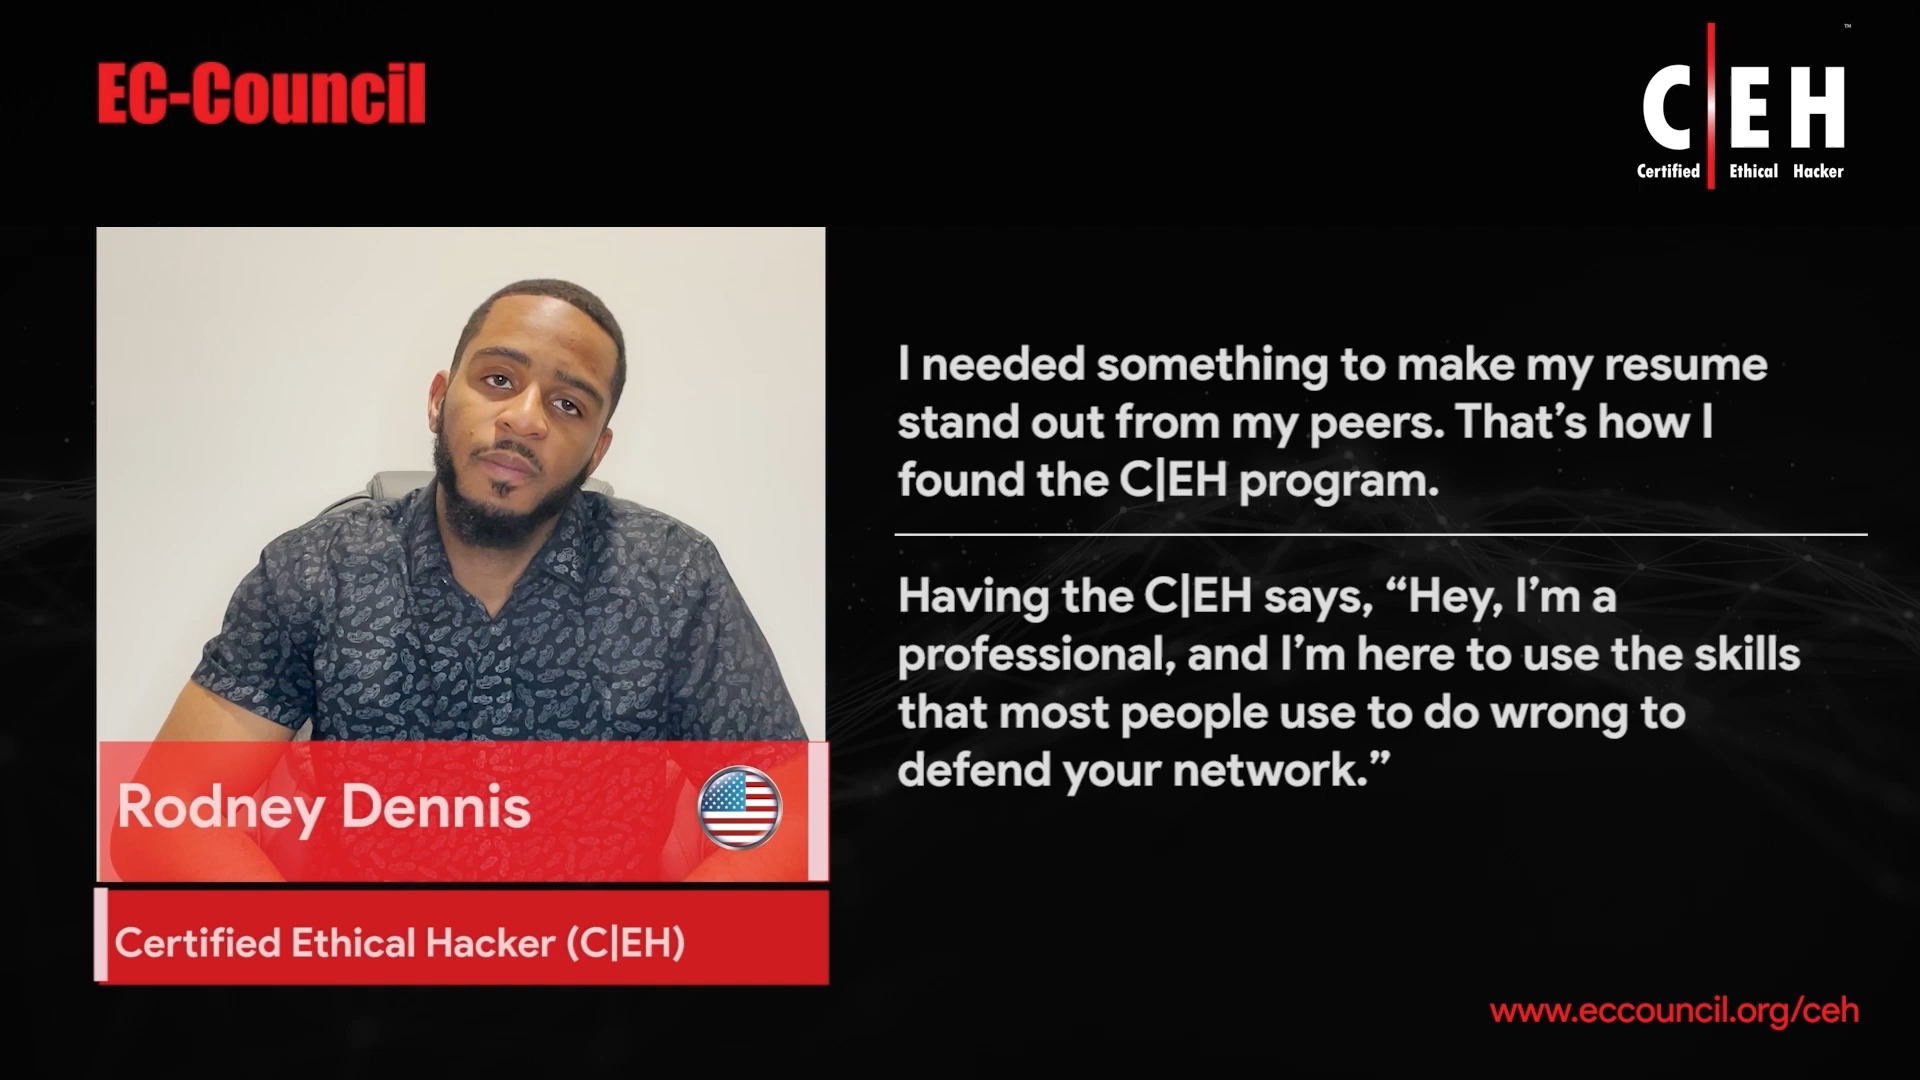 EC-Council
C|EH
™
Certified Ethical Hacker
I needed something to make my resume
stand out from my peers. That’s how I
found the C|EH program.
Having the C|EH says, “Hey, I’m a
professional, and I’m here to use the skills
that most people use to do wrong to
defend your network.”
Rodney Dennis
Certified Ethical Hacker (C|EH)
www.eccouncil.org/ceh